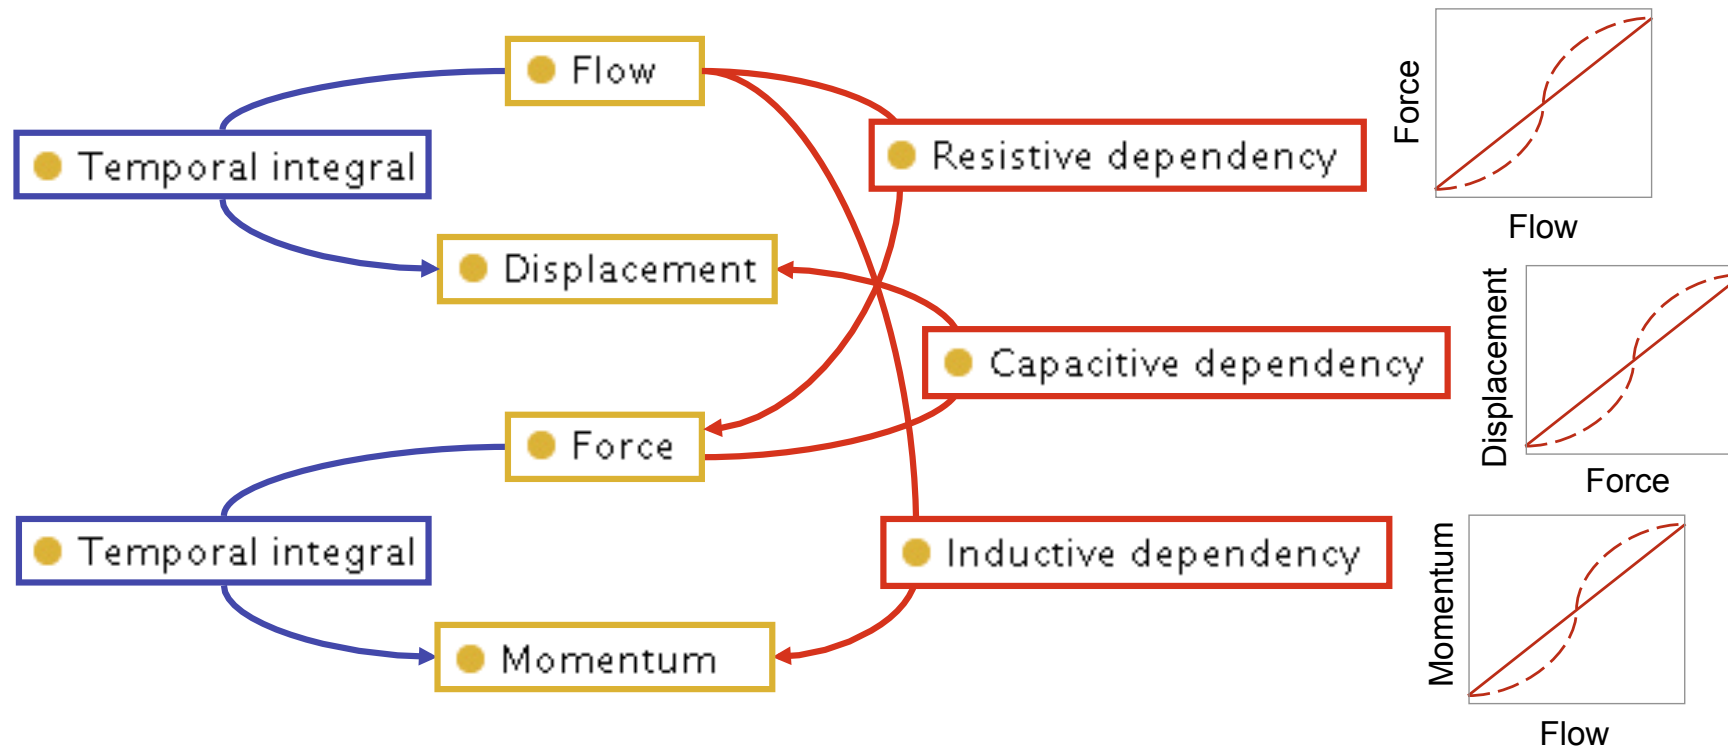 Flow
Temporal integral
Resistive dependency
Displacement
Capacitive dependency
Force
Temporal integral
Inductive dependency
Momentum
Force
Flow
Displacement
Force
Momentum
Flow